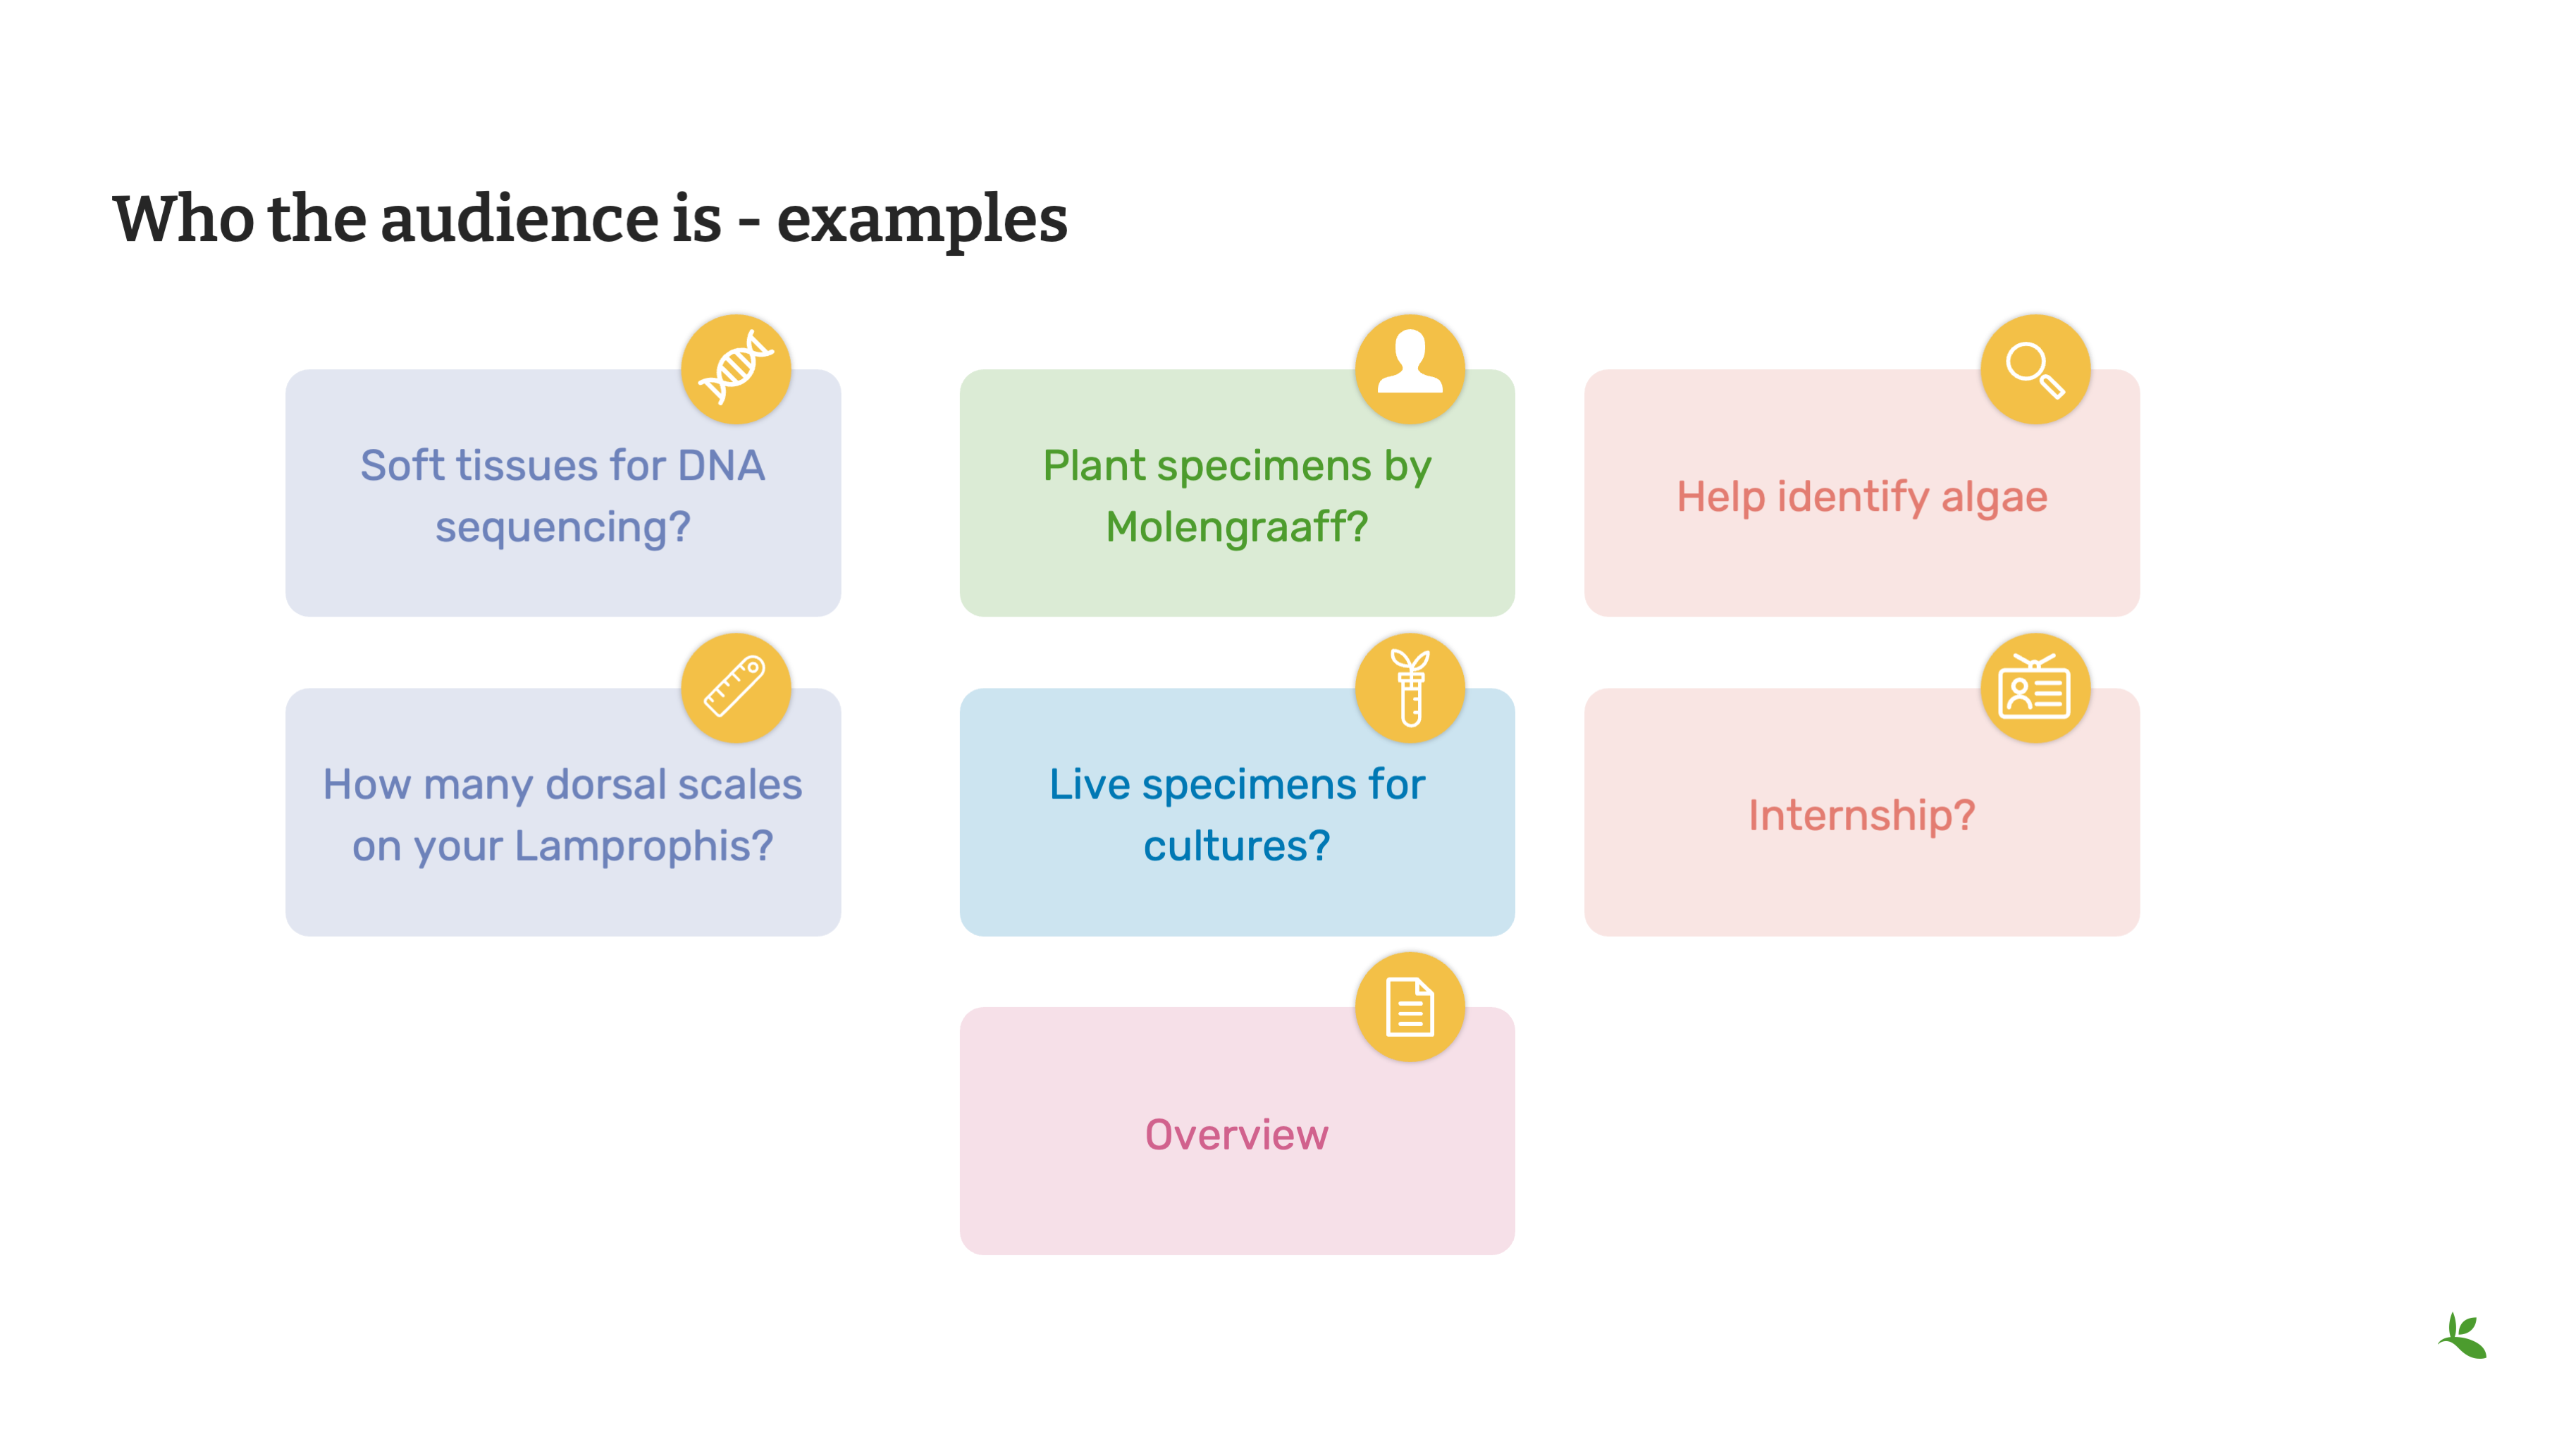 Who the audience is - examples
Soft tissues for DNA
sequencing?
Plant specimens by
Molengraaff?
Help identify algae
How many dorsal scales
on your Lamprophis?
Live specimens for
cultures?
Internship?
Overview